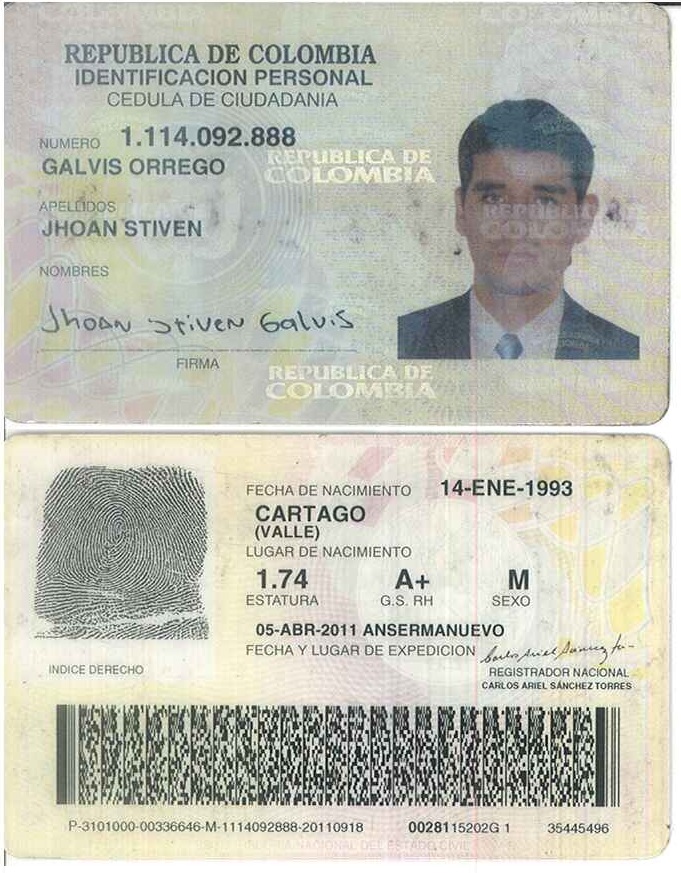 REPUBLICA DE COLOMBIA
IDENTIFICACION PERSONAL
CEDULA DE CIUDADANIA
NUMERO 1.114.092.888
GALVIS ORREGO
REPUBLICA DE
COLOMBIA
APELLIDOS
JHOAN STIVEN
REPUBLICA DE
COLOMBIA
NOMBRES
Jhoan Stiven Galvis
FIRMA
REPUBLICA DE
COLOMBIA
FECHA DE NACIMIENTO 14-ENE-1993
CARTAGO
(VALLE)
LUGAR DE NACIMIENTO
1.74 A+ M
ESTATURA G.S. RH SEXO
05-ABR-2011 ANSERMANUEVO
FECHA Y LUGAR DE EXPEDICION
REGISTRADOR NACIONAL
CARLOS ARIEL SÁNCHEZ TORRES
INDICE DERECHO
P-3101000-00336646-M-1114092888-20110918 0028115202G 1 35445496